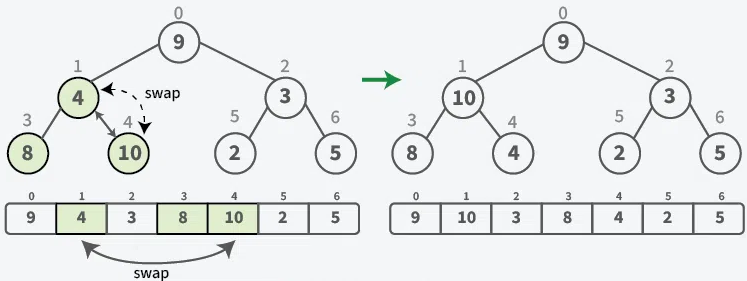 0 0
9 9
1 2 1 2
4 swap 3 10 3
3 4 5 6 3 4 5 6
8 10 2 5 8 4 2 5
0 1 2 3 4 5 6 0 1 2 3 4 5 6
9 4 3 8 10 2 5 9 10 3 8 4 2 5
swap